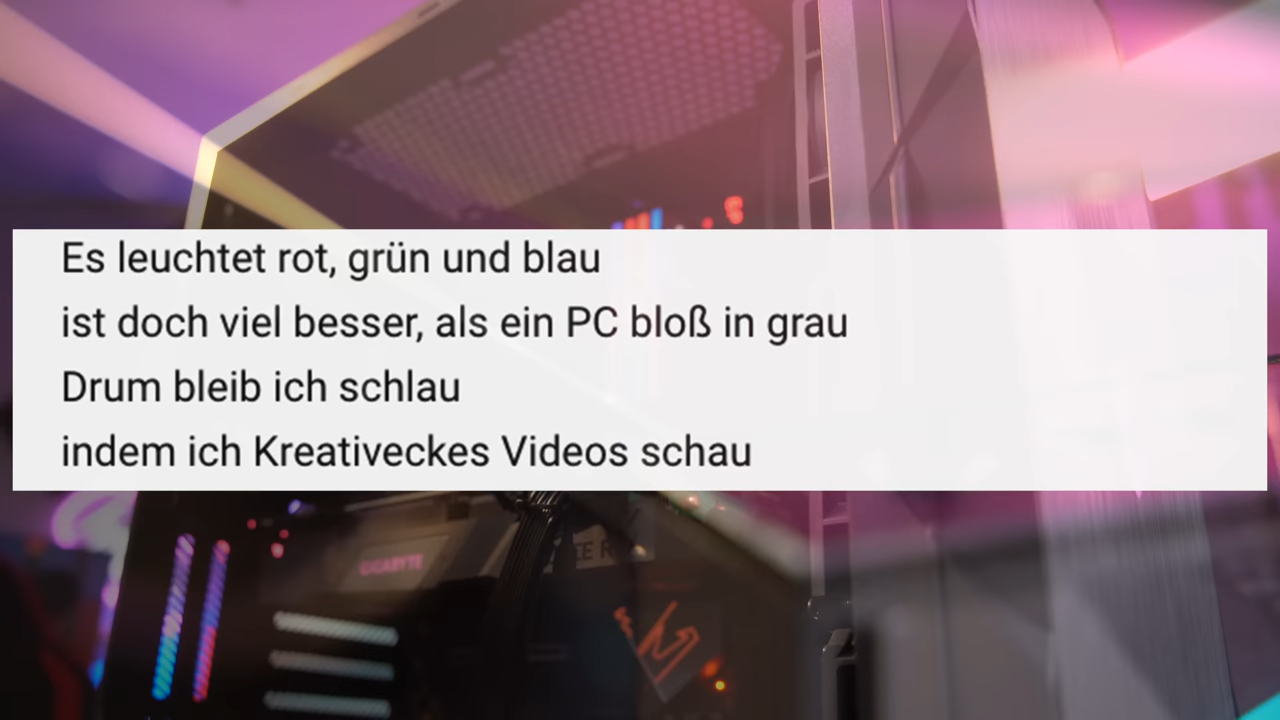 Es leuchtet rot, grün und blau
ist doch viel besser, als ein PC bloß in grau
Drum bleib ich schlau
indem ich Kreativeckes Videos schau
GIGABYTE